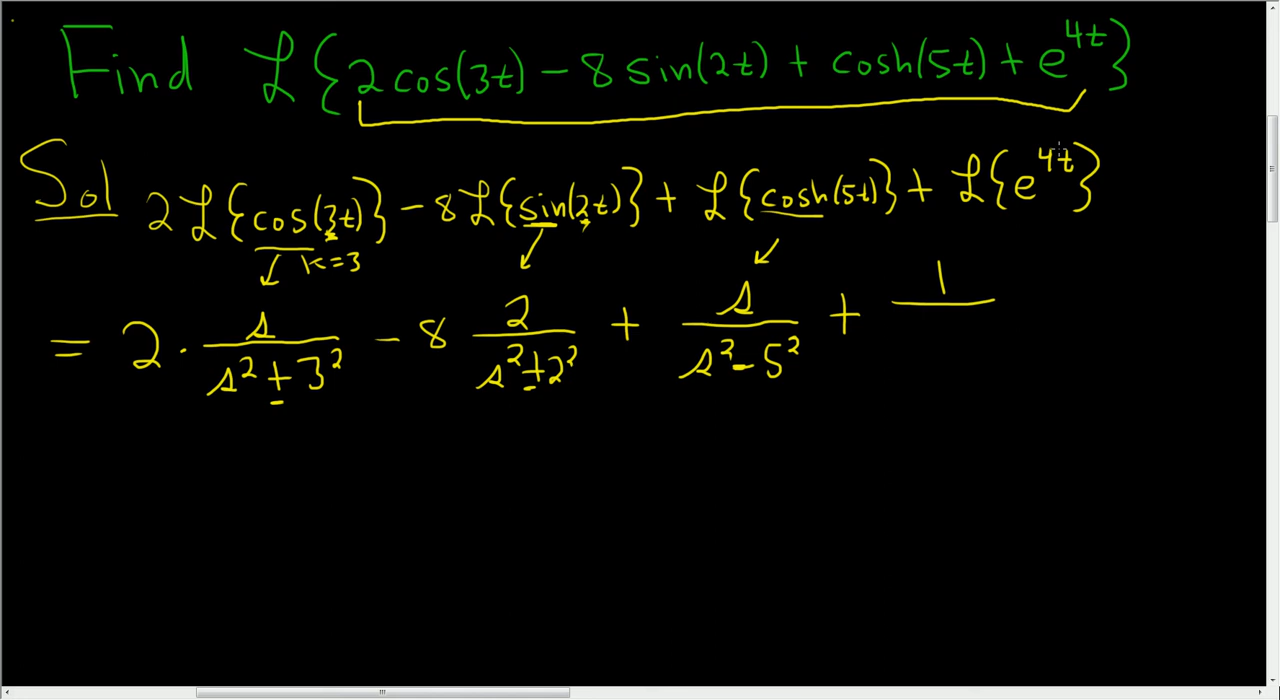 Find ℒ{2cos(3t) − 8sin(2t) + cosh(5t) + e^{4t}}
Sol 2ℒ{cos(3t)} − 8ℒ{sin(2t)} + ℒ{cosh(5t)} + ℒ{e^{4t}}
↙ K=3 ↙ ↙
= 2 · s/(s² + 3²) − 8 2/(s² + 2²) + s/(s² − 5²) + 1/